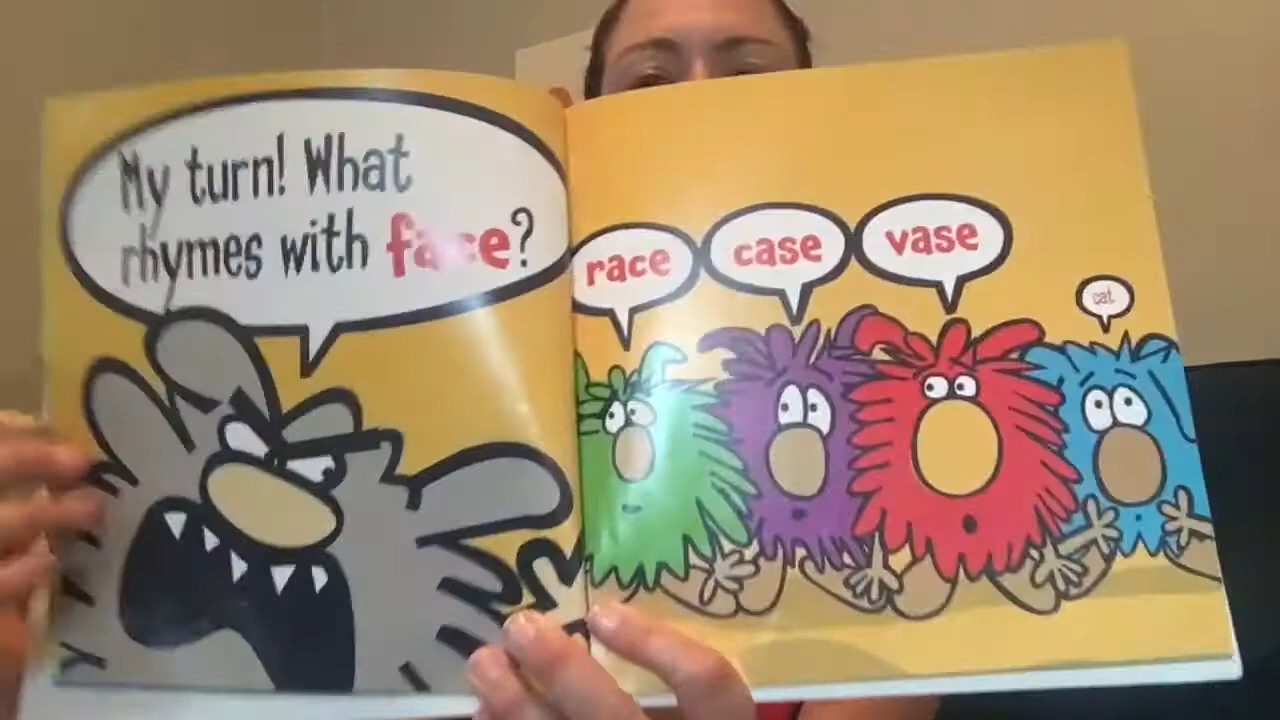 My turn! What
rhymes with face?
race
case
vase
cat